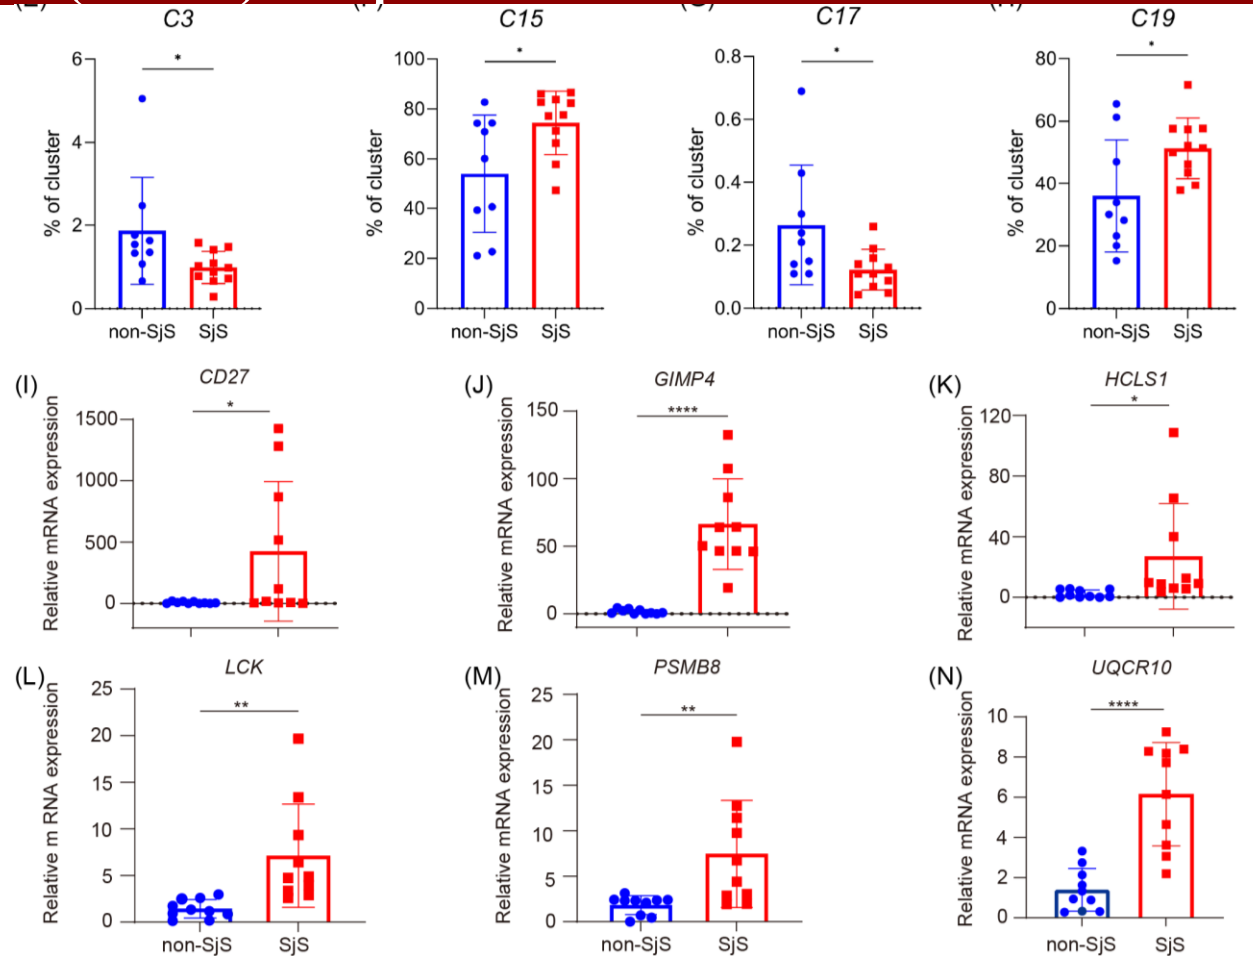 C3
C15
C17
C19
*
*
*
*
% of cluster
6
4
2
0
non-SjS SjS
% of cluster
100
80
60
40
20
0
non-SjS SjS
% of cluster
0.8
0.6
0.4
0.2
0.0
non-SjS SjS
% of cluster
80
60
40
20
0
non-SjS SjS
(I)
CD27
*
Relative mRNA expression
1500
1000
500
0
(J)
GIMP4
****
Relative mRNA expression
150
100
50
0
(K)
HCLS1
*
Relative mRNA expression
120
80
40
0
(L)
LCK
**
Relative m RNA expression
25
20
15
10
5
0
non-SjS SjS
(M)
PSMB8
**
Relative mRNA expression
25
20
15
10
5
0
non-SjS SjS
(N)
UQCR10
****
Relative mRNA expression
10
8
6
4
2
0
non-SjS SjS